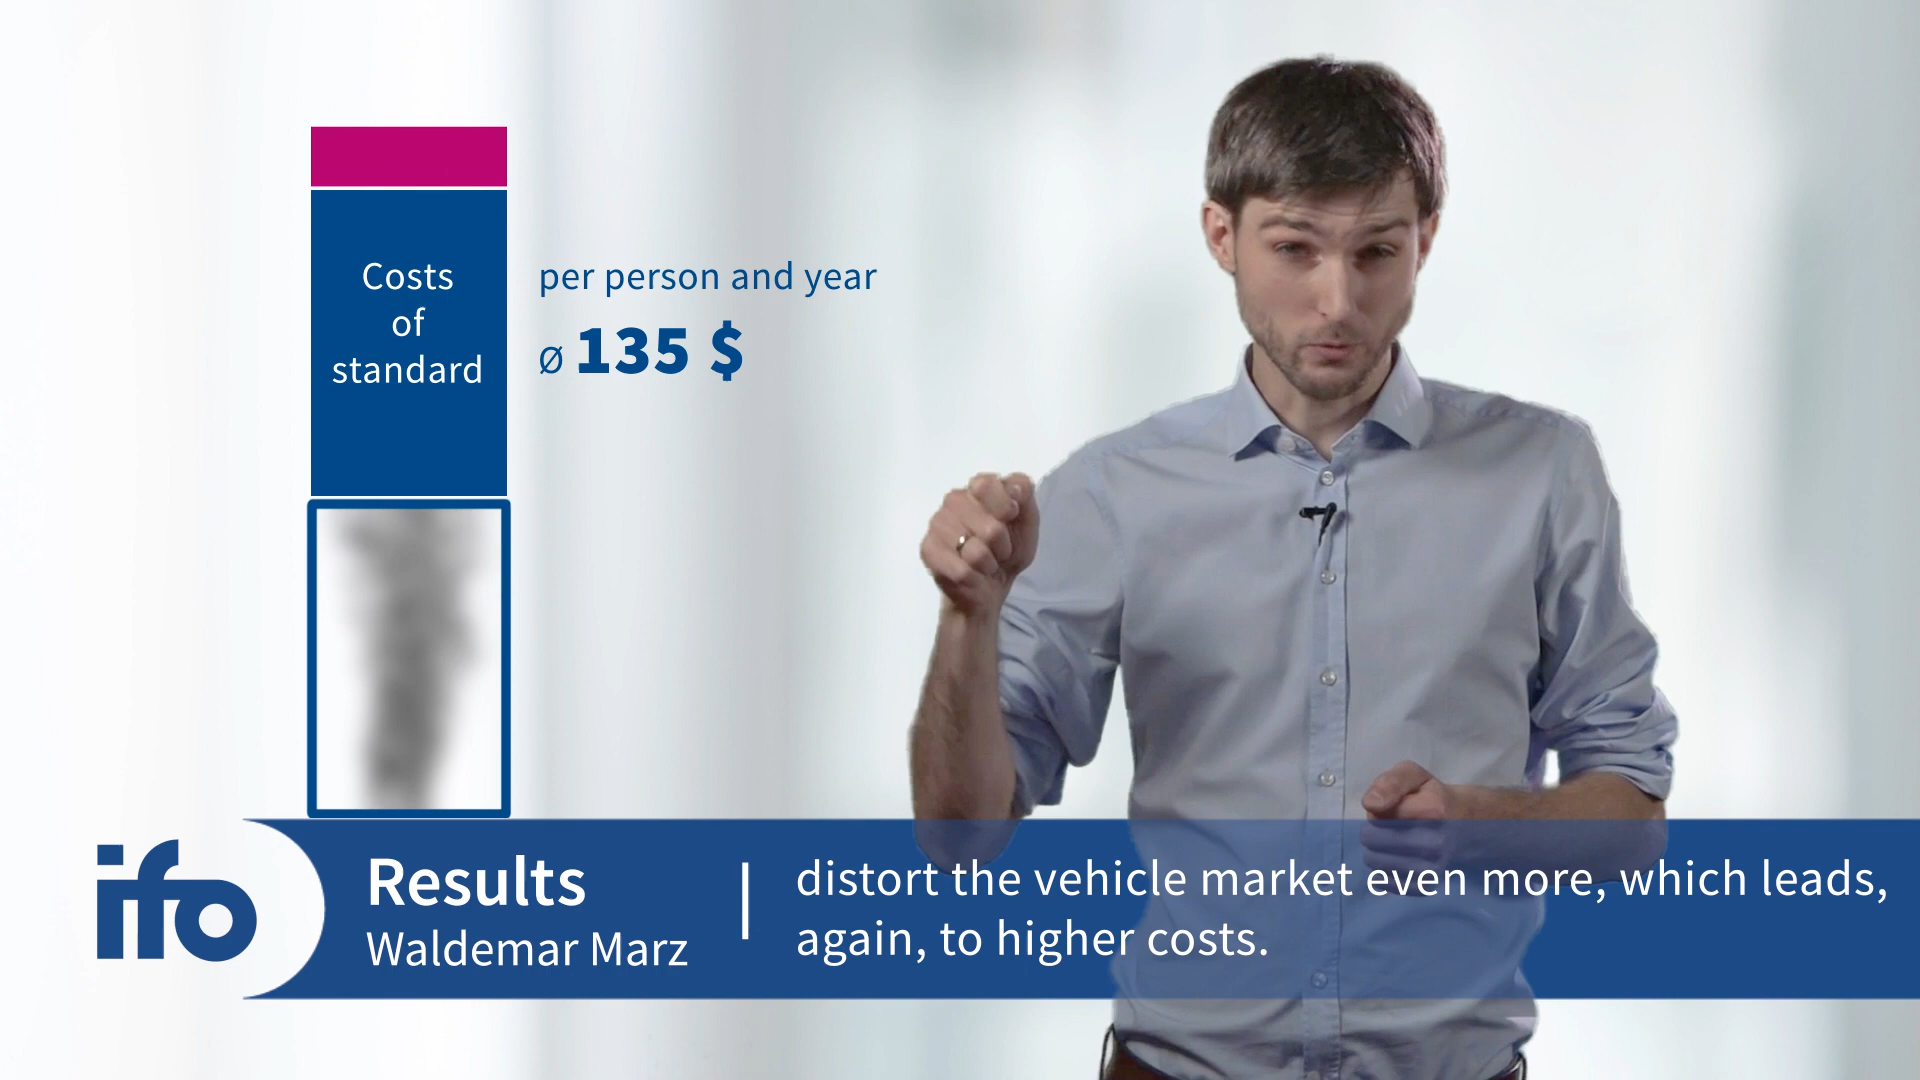 Costs
of
standard
per person and year
ø 135 $
ifo
Results
Waldemar Marz
distort the vehicle market even more, which leads,
again, to higher costs.